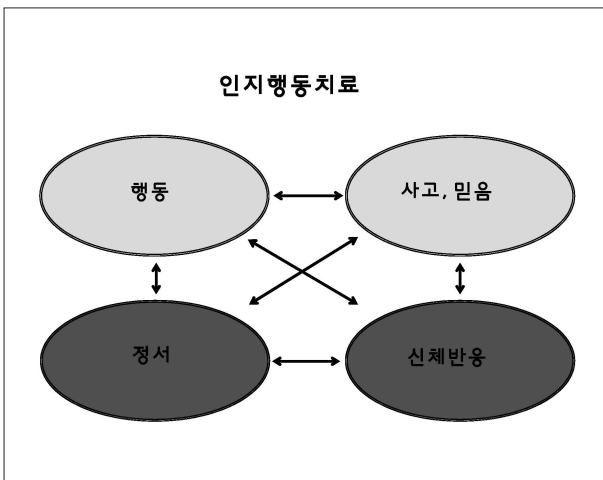 인지행동치료
행동
사고, 믿음
정서
신체반응